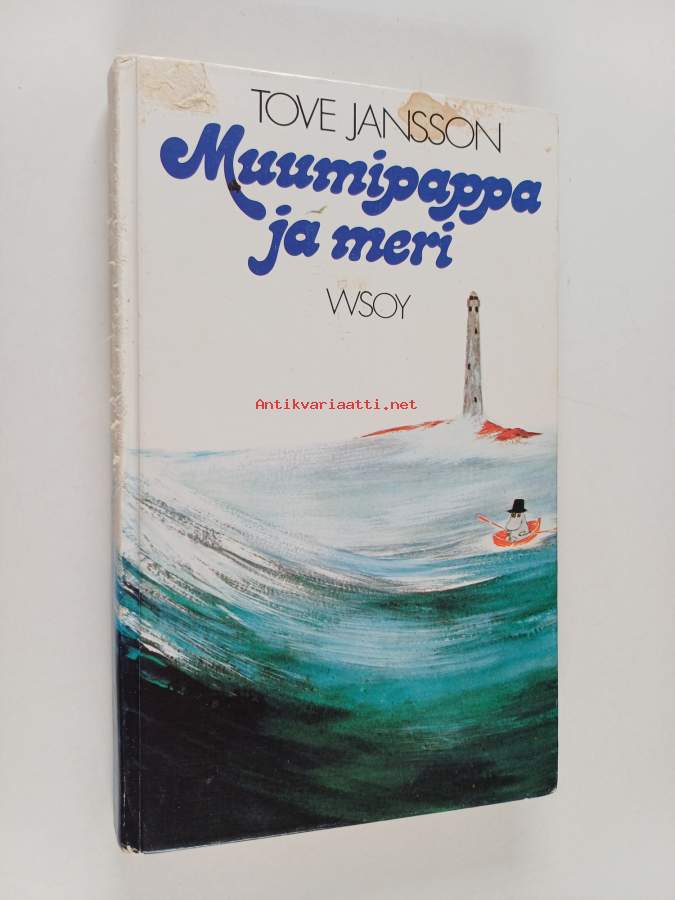 TOVE JANSSON
Muumipappa
ja meri
WSOY
Antikvariaatti.net